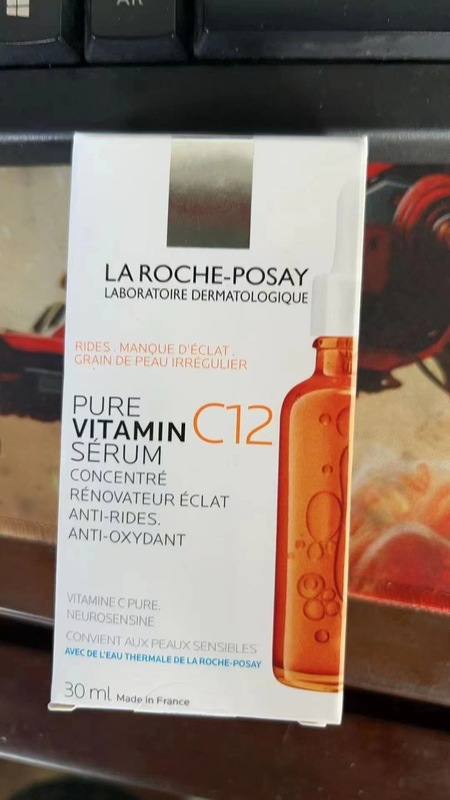 LA ROCHE-POSAY
LABORATOIRE DERMATOLOGIQUE
RIDES . MANQUE D'ÉCLAT .
GRAIN DE PEAU IRRÉGULIER
PURE
VITAMIN C12
SÉRUM
CONCENTRÉ
RÉNOVATEUR ÉCLAT
ANTI-RIDES.
ANTI-OXYDANT
VITAMINE C PURE.
NEUROSENSINE
CONVIENT AUX PEAUX SENSIBLES
AVEC DE L'EAU THERMALE DE LA ROCHE-POSAY
30 ml Made in France